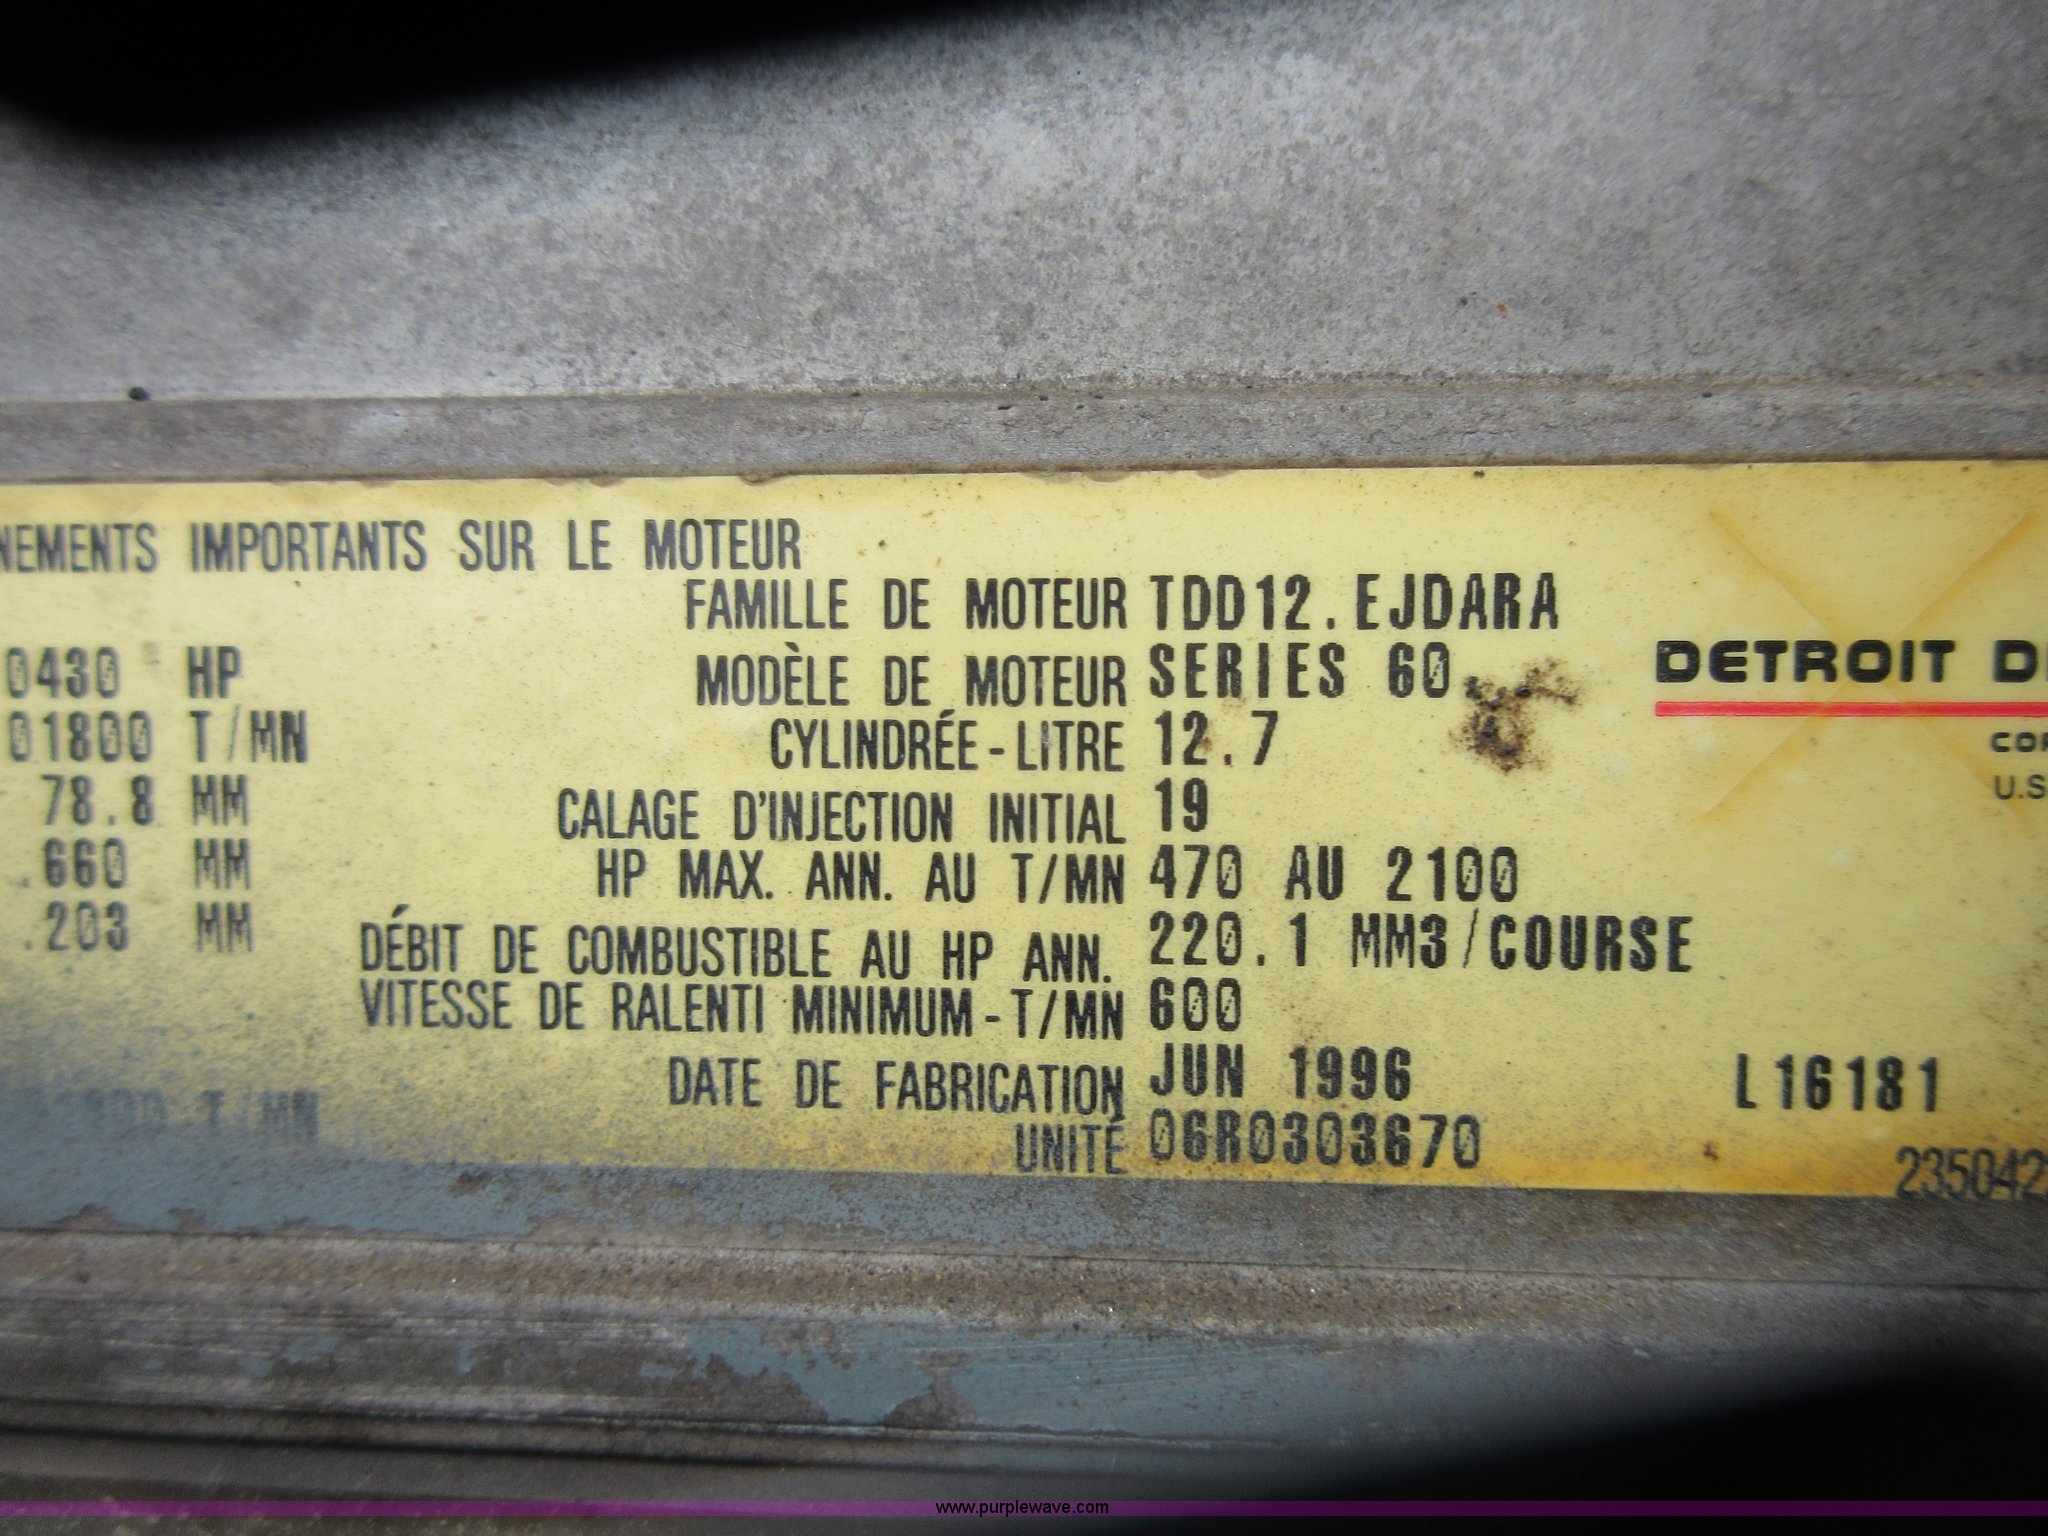 IMPORTANTS SUR LE MOTEUR
FAMILLE DE MOTEUR TDD12.EJDARA
0430 HP
MODÈLE DE MOTEUR SERIES 60
DETROIT
01800 T/MN
CYLINDRÉE-LITRE 12.7
78.8 MM
CALAGE D'INJECTION INITIAL 19
.660 MM
HP MAX. ANN. AU T/MN 470 AU 2100
.203 MM
DÉBIT DE COMBUSTIBLE AU HP ANN. 220.1 MM3/COURSE
VITESSE DE RALENTI MINIMUM-T/MN 600
DATE DE FABRICATION JUN 1996
L16181
T/MN
UNITÉ 06R0303670
www.purplewave.com